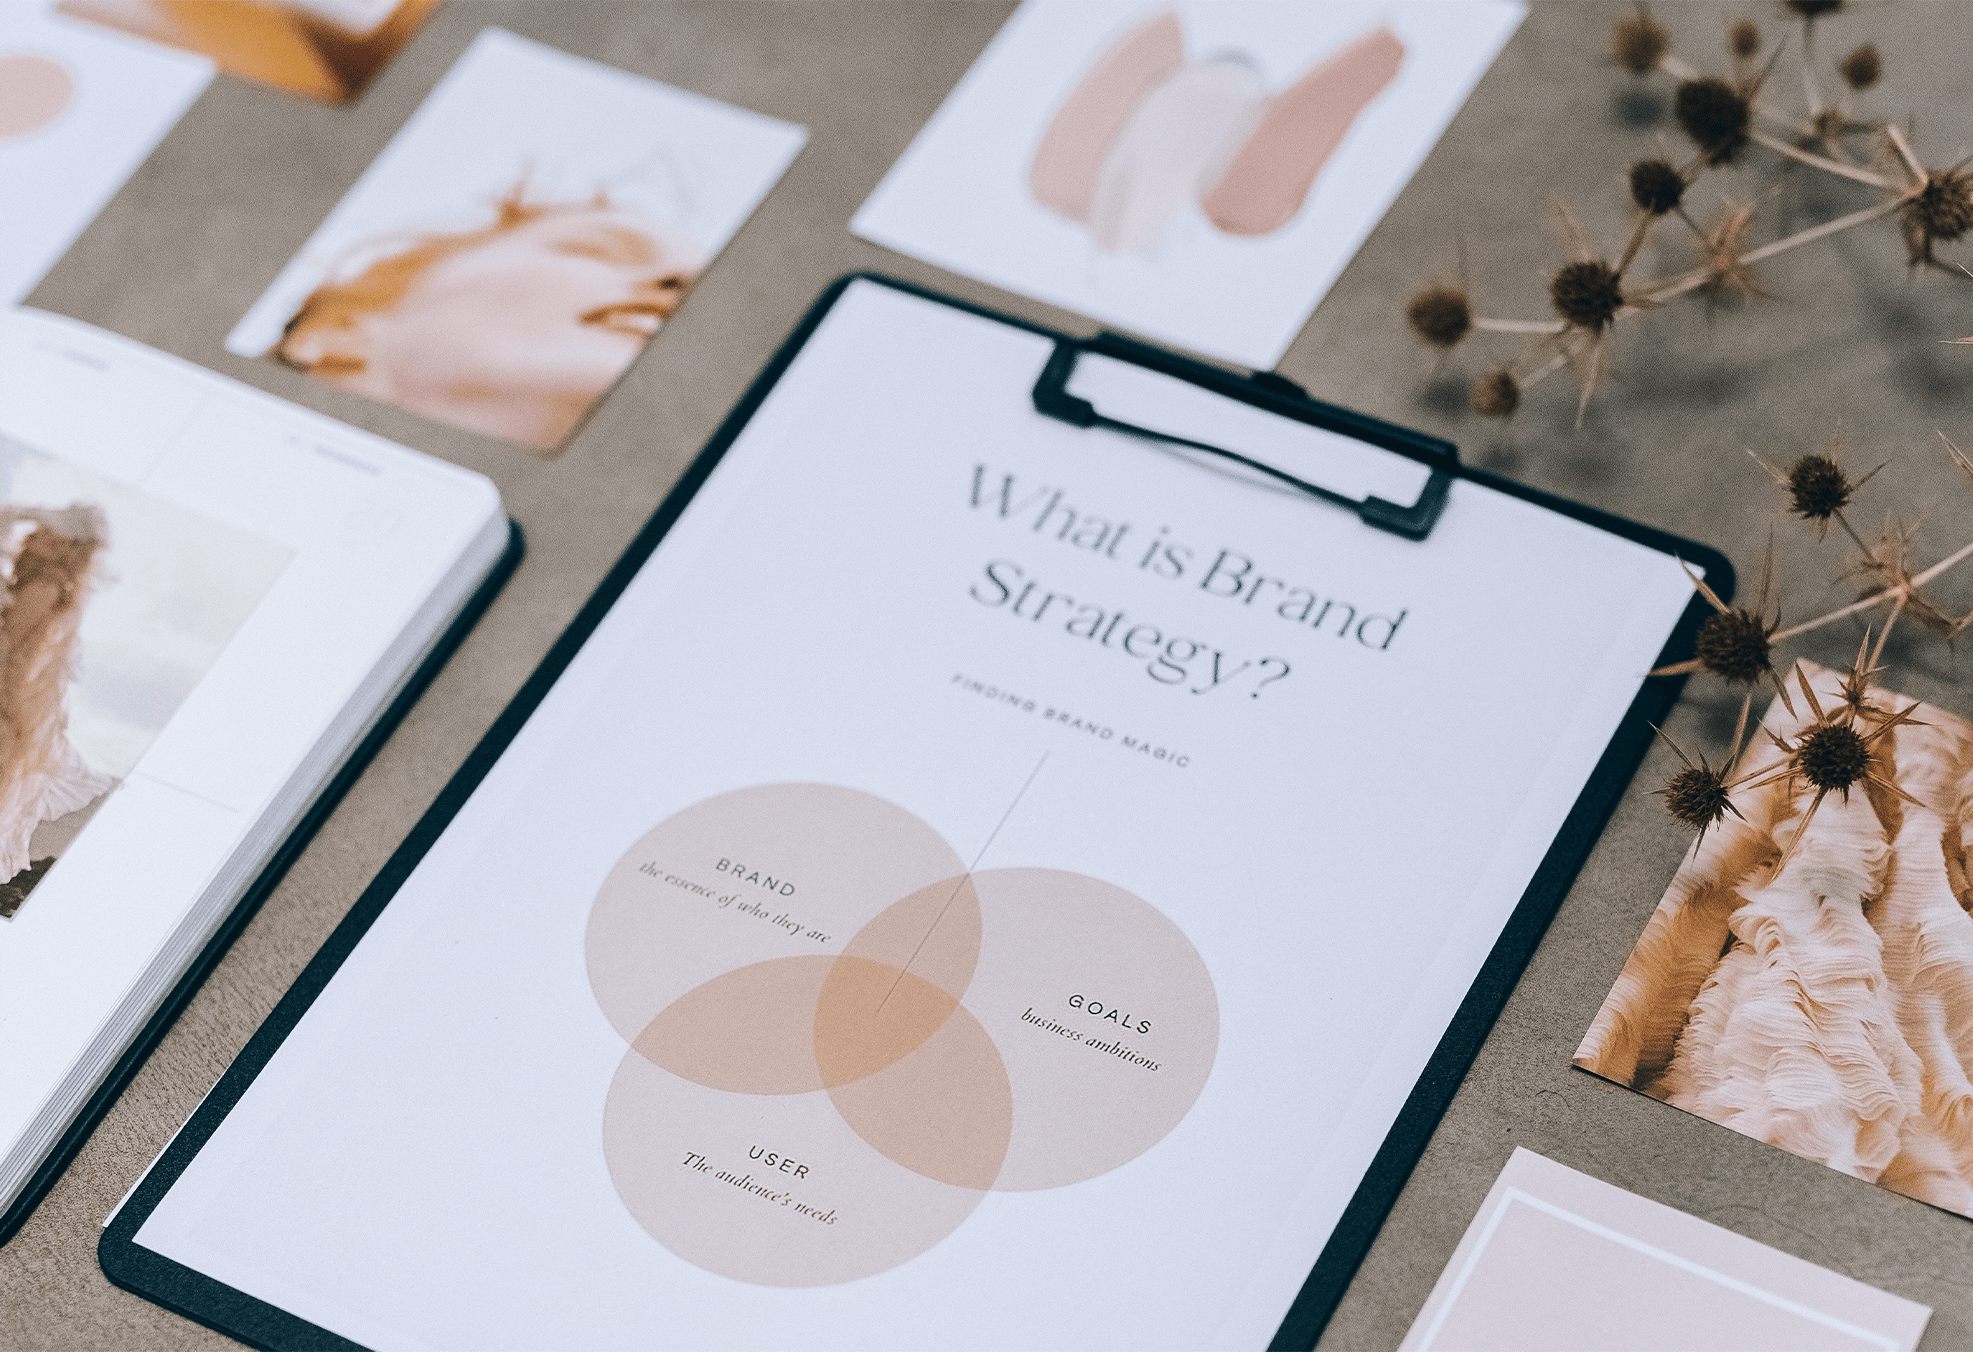 What is Brand
Strategy?
FINDING BRAND MAGIC
BRAND
the essence of who they are
GOALS
business ambitions
USER
The audience's needs